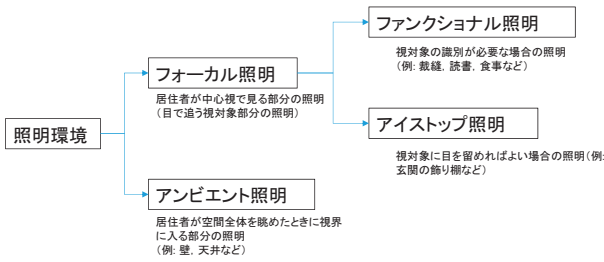 ファンクショナル照明
視対象の識別が必要な場合の照明
(例: 裁縫, 読書, 食事など)
フォーカル照明
居住者が中心視で見る部分の照明
(目で追う視対象部分の照明)
アイストップ照明
視対象に目を留めればよい場合の照明(例:
玄関の飾り棚など)
照明環境
アンビエント照明
居住者が空間全体を眺めたときに視界
に入る部分の照明
(例: 壁, 天井など)